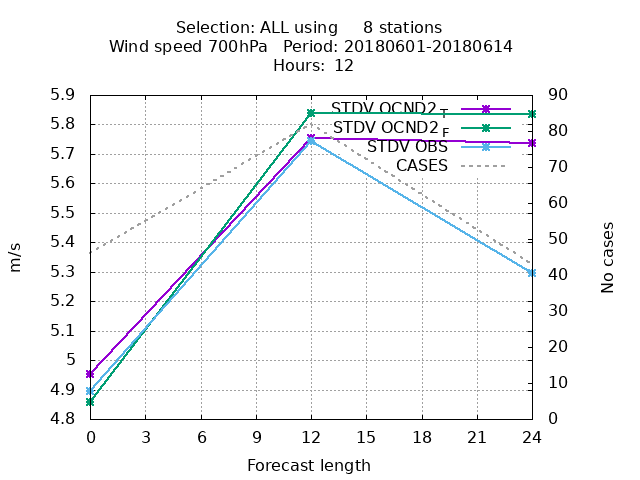 Selection: ALL using     8 stations
Wind speed 700hPa   Period: 20180601-20180614
Hours:  12
STDV OCND2 T
STDV OCND2 F
STDV OBS
CASES
5.9
5.8
5.7
5.6
5.5
5.4
5.3
5.2
5.1
5
4.9
4.8
m/s
90
80
70
60
50
40
30
20
10
0
No cases
0 3 6 9 12 15 18 21 24
Forecast length